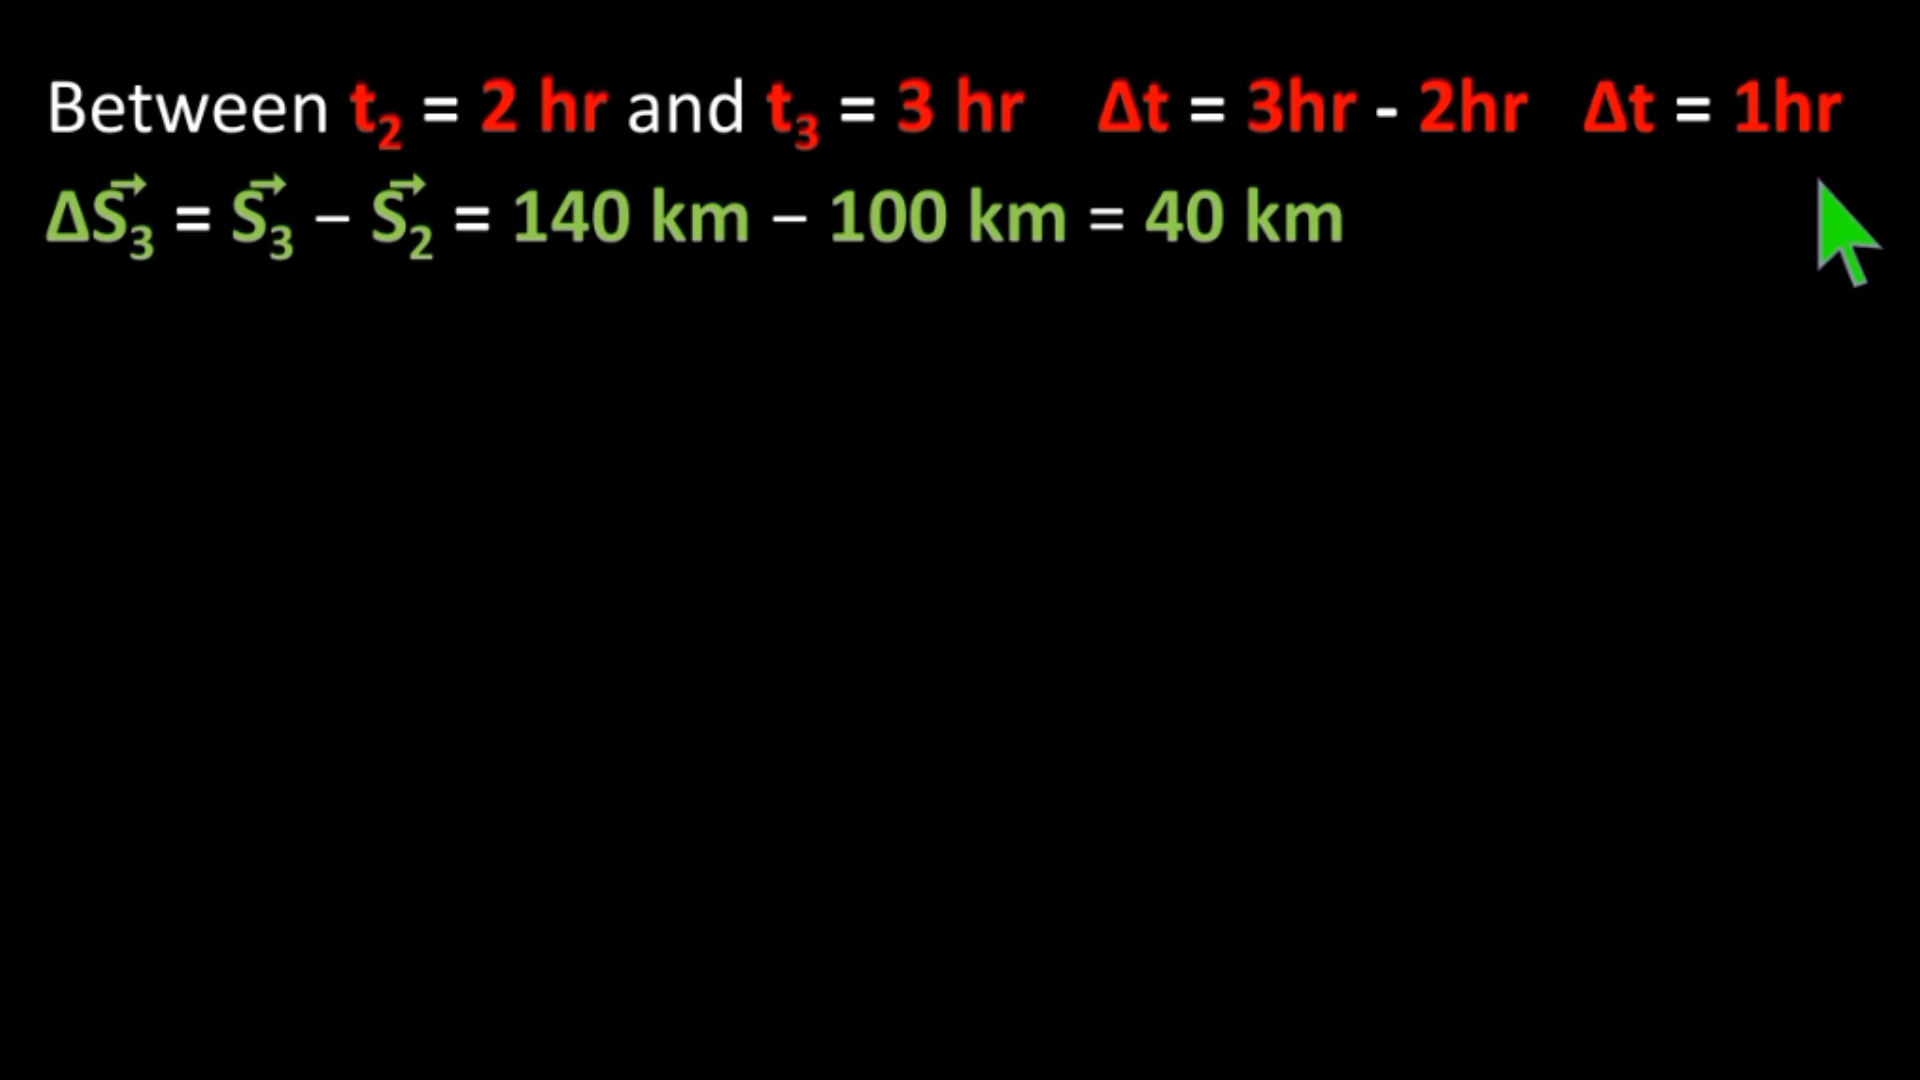 Between t₂ = 2 hr and t₃ = 3 hr Δt = 3hr - 2hr Δt = 1hr
ΔS⃗₃ = S⃗₃ – S⃗₂ = 140 km – 100 km = 40 km